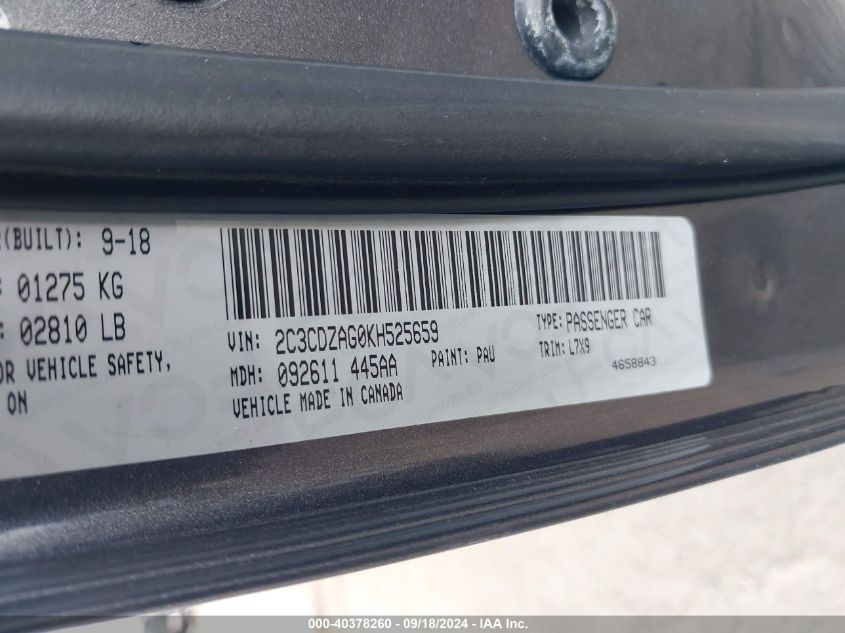 (BUILT): 9-18
01275 KG
02810 LB
OR VEHICLE SAFETY,
ON
VIN: 2C3CDZAG0KH525659
TYPE: PASSENGER CAR
MDH: 092611 445AA
PAINT: PAU
TRIM: L7X9
VEHICLE MADE IN CANADA
4658843
000-40378260 - 09/18/2024 - IAA Inc.